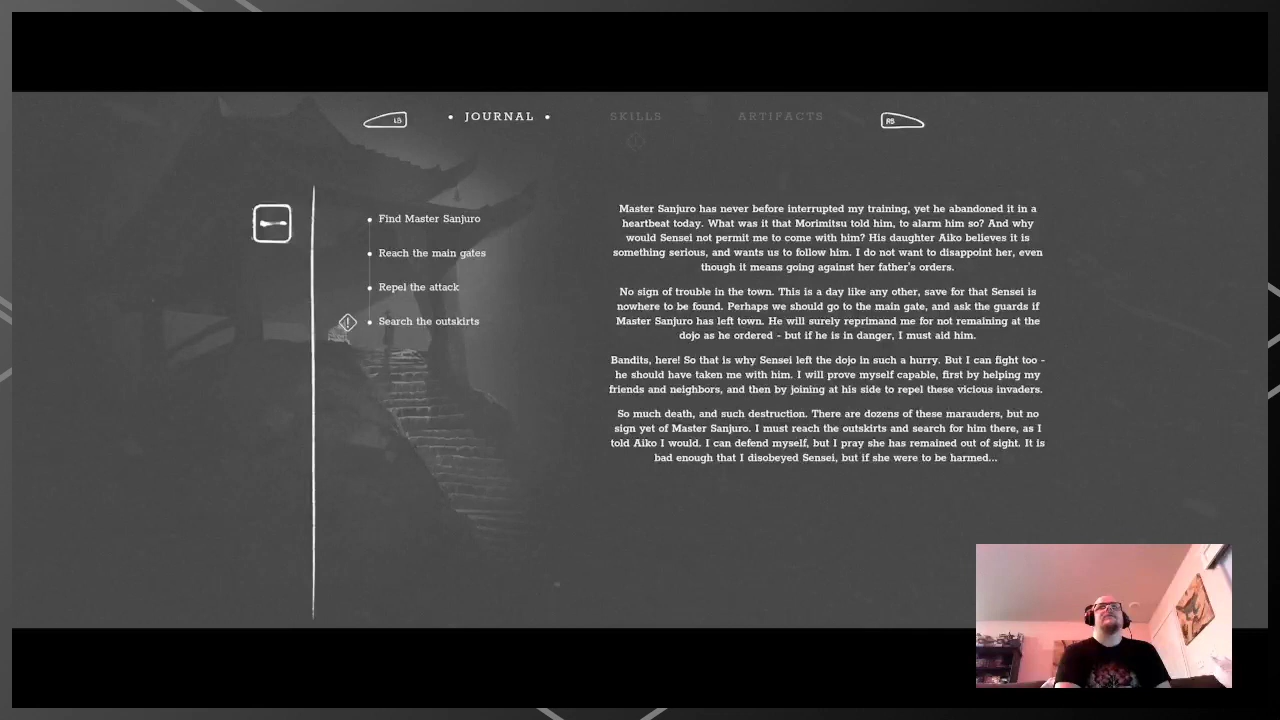 LB
JOURNAL
SKILLS
ARTIFACTS
RB
Find Master Sanjuro
Reach the main gates
Repel the attack
! Search the outskirts
Master Sanjuro has never before interrupted my training, yet he abandoned it in a
heartbeat today. What was it that Morimitsu told him, to alarm him so? And why
would Sensei not permit me to come with him? His daughter Aiko believes it is
something serious, and wants us to follow him. I do not want to disappoint her, even
though it means going against her father's orders.
No sign of trouble in the town. This is a day like any other, save for that Sensei is
nowhere to be found. Perhaps we should go to the main gate, and ask the guards if
Master Sanjuro has left town. He will surely reprimand me for not remaining at the
dojo as he ordered - but if he is in danger, I must aid him.
Bandits, here! So that is why Sensei left the dojo in such a hurry. But I can fight too -
he should have taken me with him. I will prove myself capable, first by helping my
friends and neighbors, and then by joining at his side to repel these vicious invaders.
So much death, and such destruction. There are dozens of these marauders, but no
sign yet of Master Sanjuro. I must reach the outskirts and search for him there, as I
told Aiko I would. I can defend myself, but I pray she has remained out of sight. It is
bad enough that I disobeyed Sensei, but if she were to be harmed...